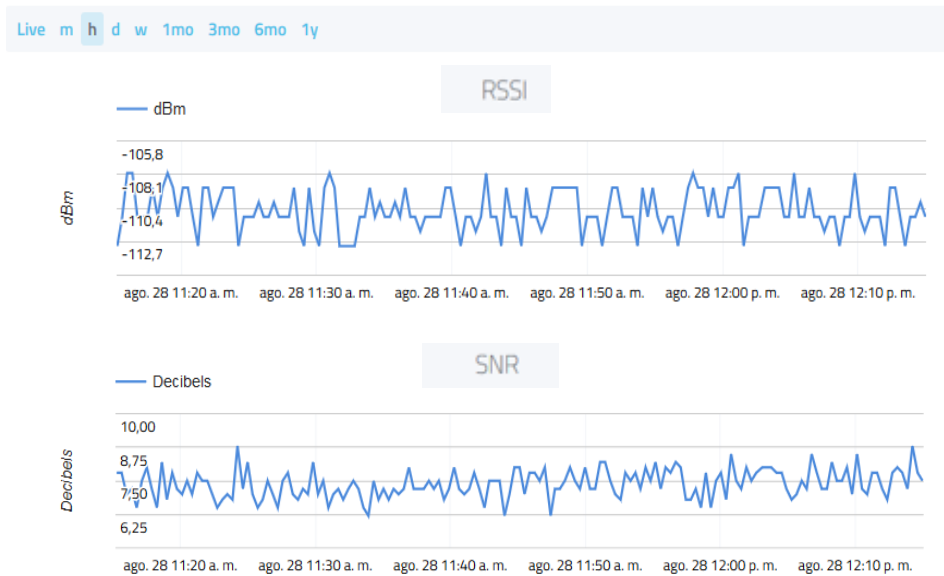 Live m h d w 1mo 3mo 6mo 1y
RSSI
dBm
-105,8
-108,1
-110,4
-112,7
dBm
ago. 28 11:20 a. m. ago. 28 11:30 a. m. ago. 28 11:40 a. m. ago. 28 11:50 a. m. ago. 28 12:00 p. m. ago. 28 12:10 p. m.
SNR
Decibels
10,00
8,75
7,50
6,25
Decibels
ago. 28 11:20 a. m. ago. 28 11:30 a. m. ago. 28 11:40 a. m. ago. 28 11:50 a. m. ago. 28 12:00 p. m. ago. 28 12:10 p. m.